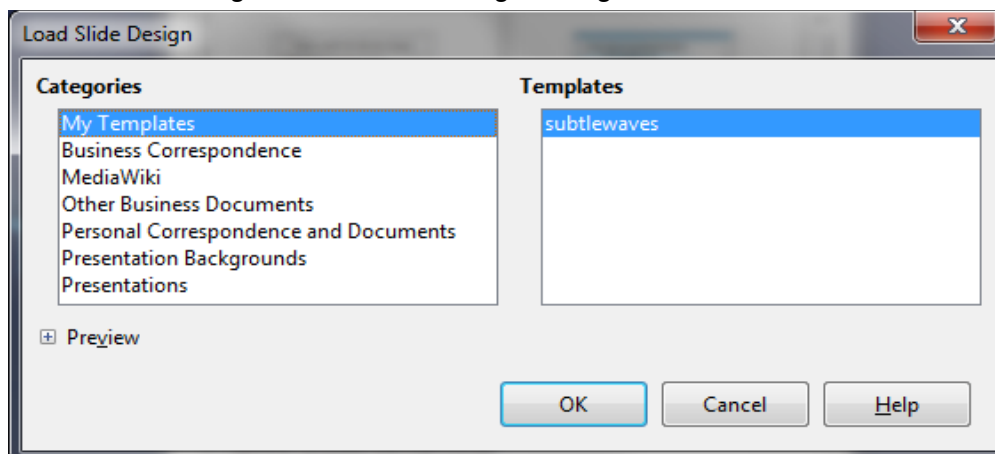 Load Slide Design
Categories
My Templates
Business Correspondence
MediaWiki
Other Business Documents
Personal Correspondence and Documents
Presentation Backgrounds
Presentations
Templates
subtlewaves
Preview
OK
Cancel
Help